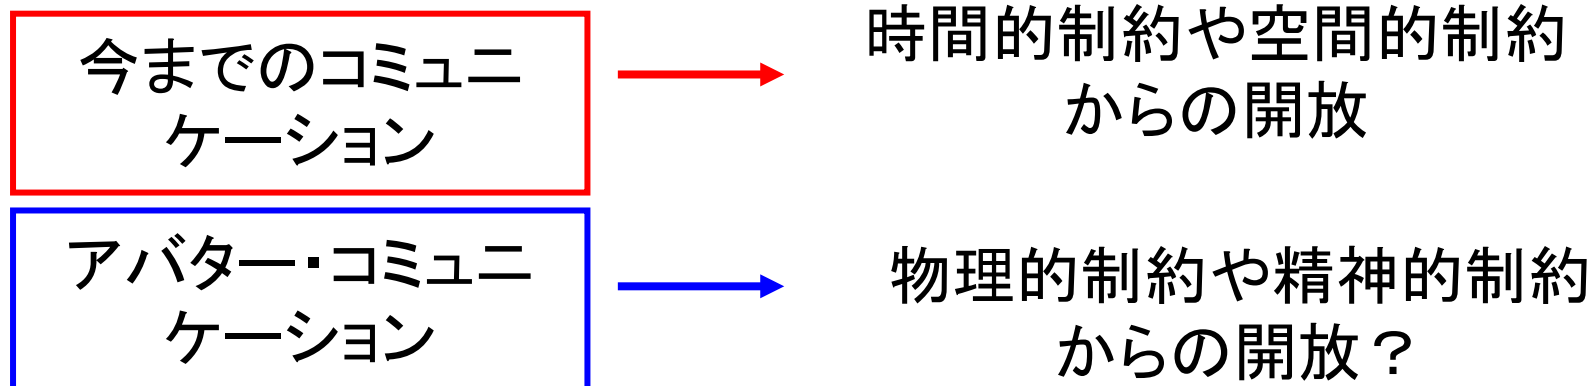 今までのコミュニ
ケーション
時間的制約や空間的制約
からの開放
アバター・コミュニ
ケーション
物理的制約や精神的制約
からの開放？